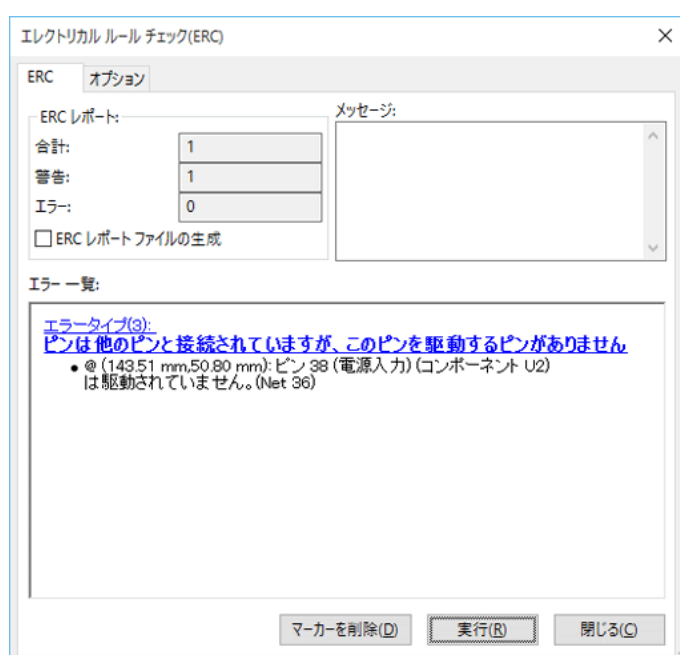 エレクトリカル ルール チェック(ERC)
ERC
オプション
ERC レポート:
メッセージ:
合計:
1
警告:
1
エラー:
0
ERC レポート ファイルの生成
エラー 一覧:
エラータイプ(3):
ピンは他のピンと接続されていますが、このピンを駆動するピンがありません
• @ (143.51 mm,50.80 mm): ピン 38 (電源入力) (コンポーネント U2)
は駆動されていません。(Net 36)
マーカーを削除(D)
実行(R)
閉じる(C)